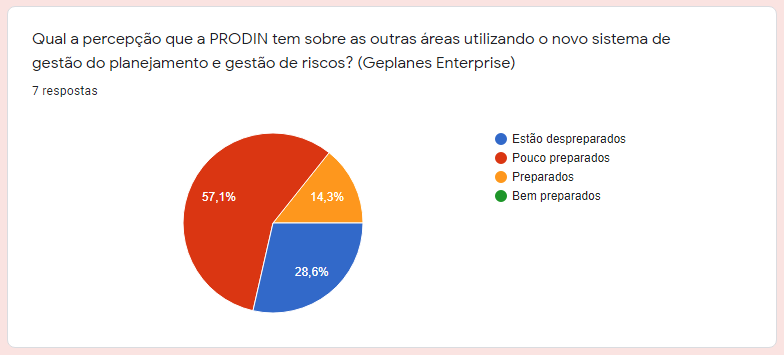 Qual a percepção que a PRODIN tem sobre as outras áreas utilizando o novo sistema de
gestão do planejamento e gestão de riscos? (Geplanes Enterprise)
7 respostas
Estão despreparados
Pouco preparados
Preparados
Bem preparados
57,1%
14,3%
28,6%